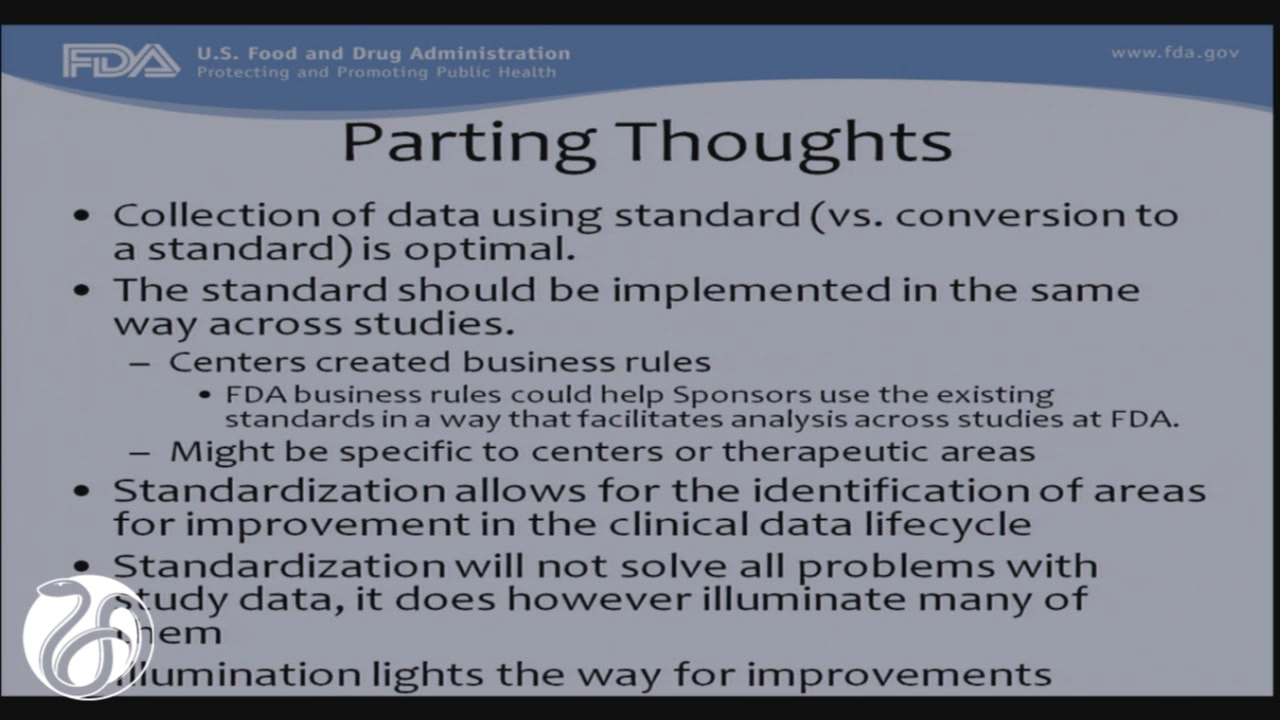 FDA U.S. Food and Drug Administration www.fda.gov
Protecting and Promoting Public Health
Parting Thoughts
• Collection of data using standard (vs. conversion to
a standard) is optimal.
• The standard should be implemented in the same
way across studies.
– Centers created business rules
• FDA business rules could help Sponsors use the existing
standards in a way that facilitates analysis across studies at FDA.
– Might be specific to centers or therapeutic areas
• Standardization allows for the identification of areas
for improvement in the clinical data lifecycle
• Standardization will not solve all problems with
study data, it does however illuminate many of
them
Illumination lights the way for improvements